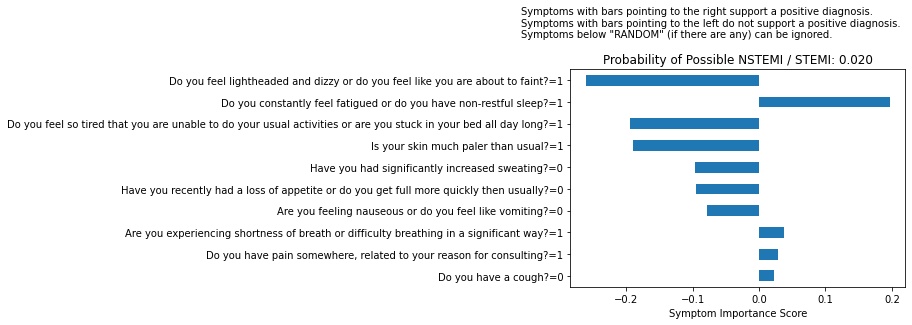 Symptoms with bars pointing to the right support a positive diagnosis.
Symptoms with bars pointing to the left do not support a positive diagnosis.
Symptoms below "RANDOM" (if there are any) can be ignored.
Probability of Possible NSTEMI / STEMI: 0.020
Do you feel lightheaded and dizzy or do you feel like you are about to faint?=1
Do you constantly feel fatigued or do you have non-restful sleep?=1
Do you feel so tired that you are unable to do your usual activities or are you stuck in your bed all day long?=1
Is your skin much paler than usual?=1
Have you had significantly increased sweating?=0
Have you recently had a loss of appetite or do you get full more quickly then usually?=0
Are you feeling nauseous or do you feel like vomiting?=0
Are you experiencing shortness of breath or difficulty breathing in a significant way?=1
Do you have pain somewhere, related to your reason for consulting?=1
Do you have a cough?=0
−0.2 −0.1 0.0 0.1 0.2
Symptom Importance Score